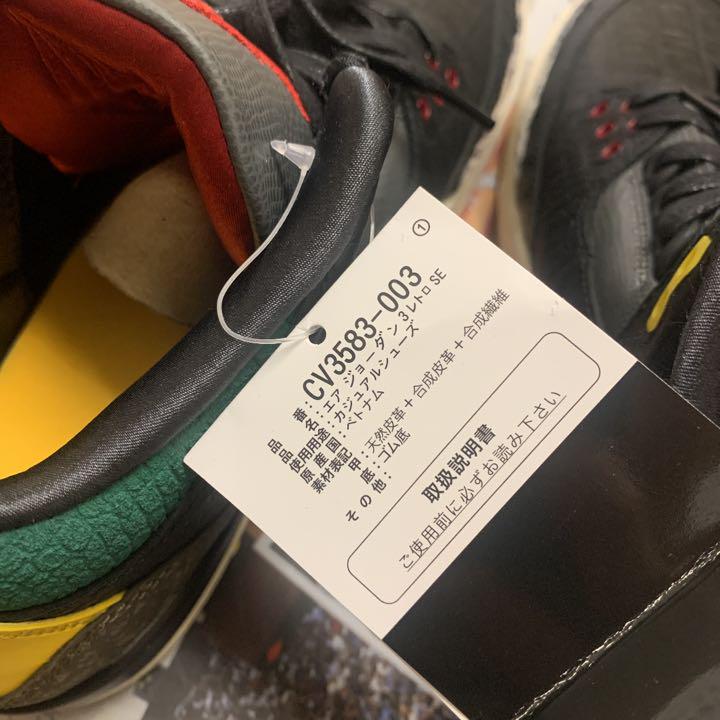 ①
品番：CV3583-003
品名：エア ジョーダン 3 レトロ SE
使用用途：カジュアルシューズ
原産国：ベトナム
素材表記 甲：天然皮革＋合成皮革＋合成繊維
底：ゴム底
その他：
取扱説明書
ご使用前に必ずお読み下さい